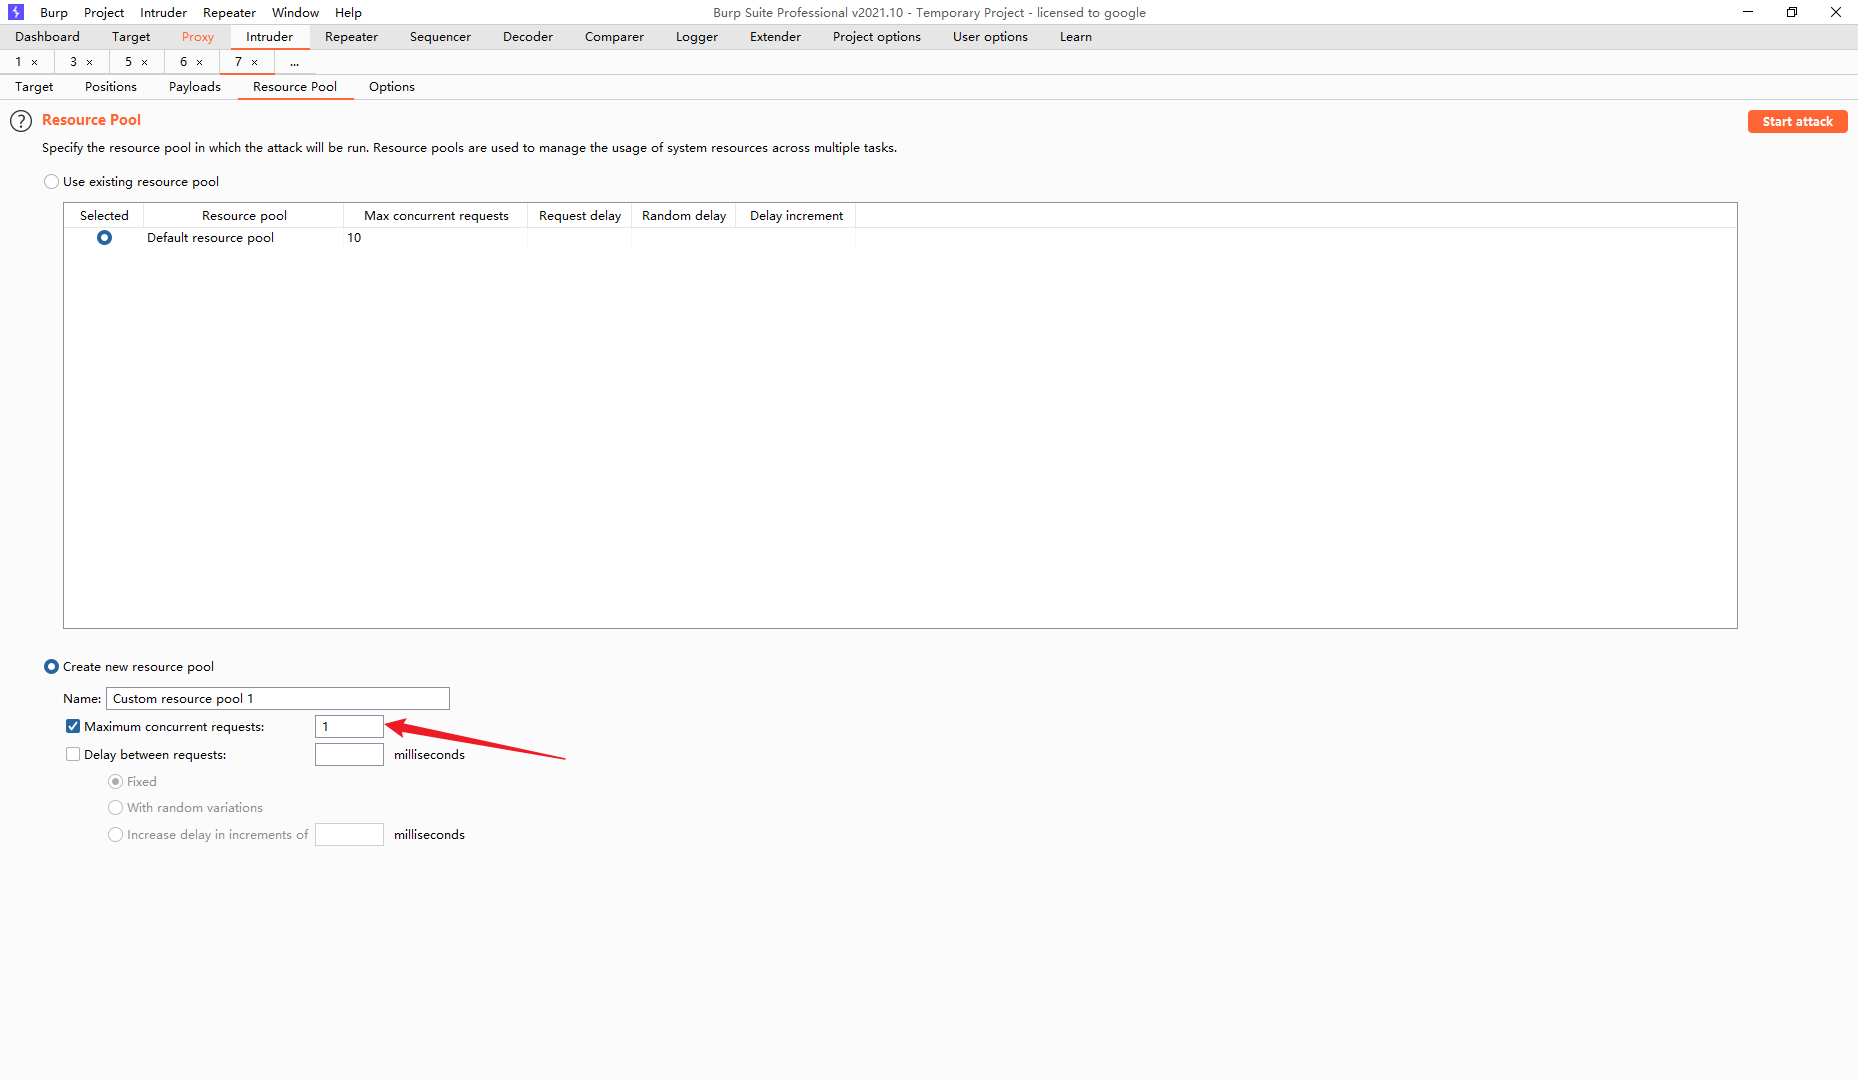 Burp Project Intruder Repeater Window Help Burp Suite Professional v2021.10 - Temporary Project - licensed to google
Dashboard Target Proxy Intruder Repeater Sequencer Decoder Comparer Logger Extender Project options User options Learn
1 × 3 × 5 × 6 × 7 × ...
Target Positions Payloads Resource Pool Options
? Resource Pool Start attack
Specify the resource pool in which the attack will be run. Resource pools are used to manage the usage of system resources across multiple tasks.
Use existing resource pool
Selected Resource pool Max concurrent requests Request delay Random delay Delay increment
Default resource pool 10
Create new resource pool
Name: Custom resource pool 1
Maximum concurrent requests: 1
Delay between requests: milliseconds
Fixed
With random variations
Increase delay in increments of milliseconds